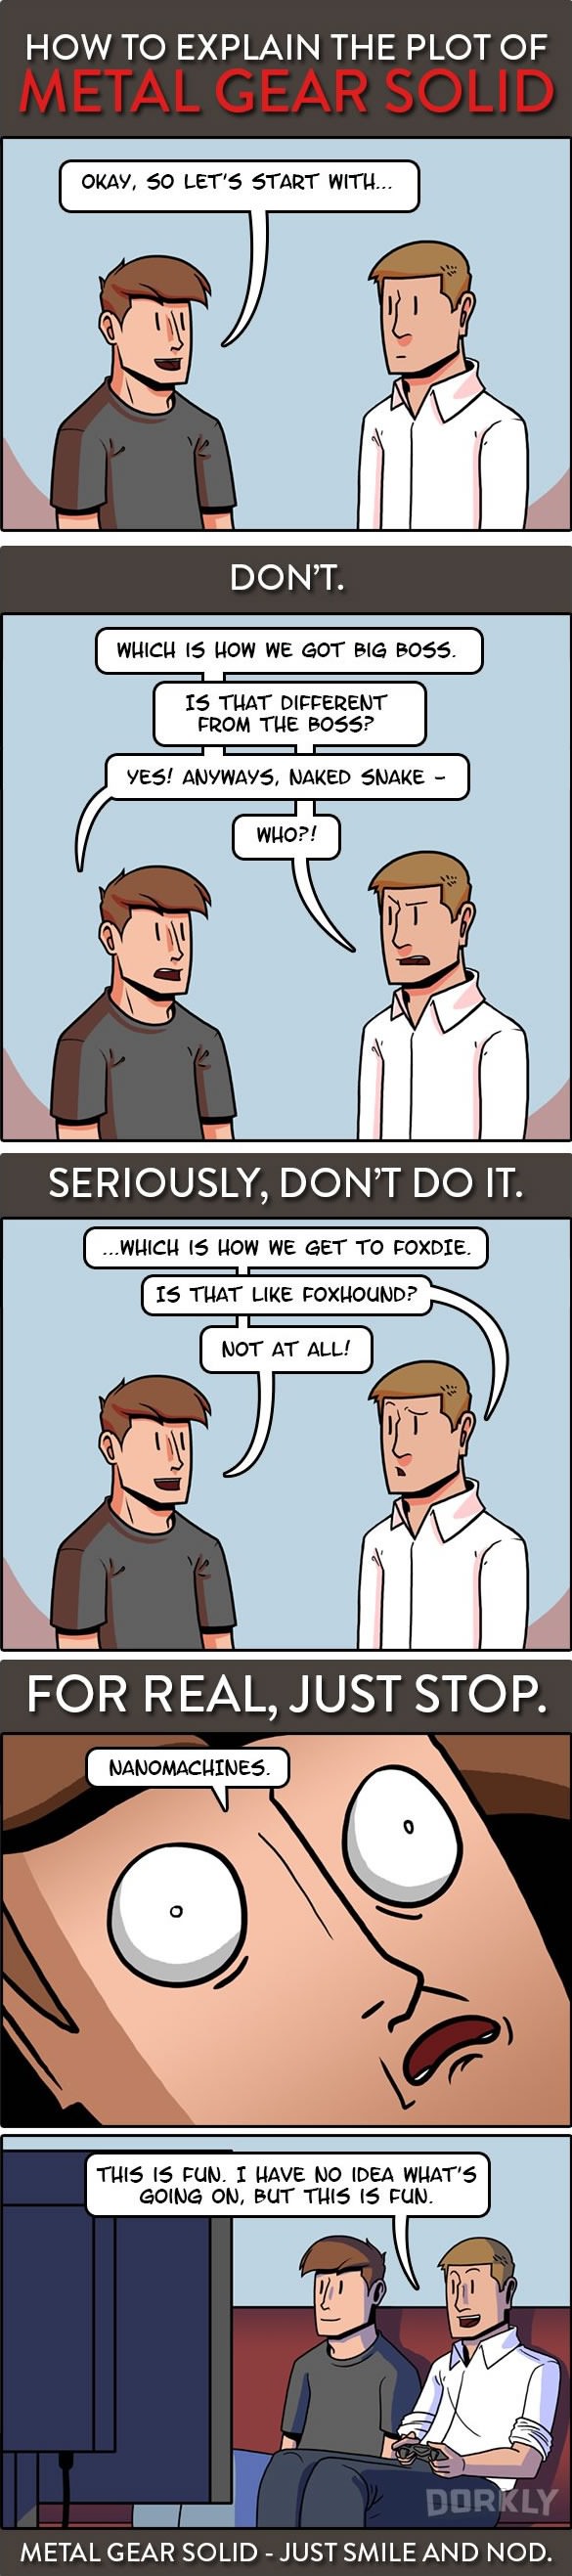 HOW TO EXPLAIN THE PLOT OF
METAL GEAR SOLID
OKAY, SO LET'S START WITH...
DON'T.
WHICH IS HOW WE GOT BIG BOSS.
IS THAT DIFFERENT
FROM THE BOSS?
YES! ANYWAYS, NAKED SNAKE -
WHO?!
SERIOUSLY, DON'T DO IT.
...WHICH IS HOW WE GET TO FOXDIE.
IS THAT LIKE FOXHOUND?
NOT AT ALL!
FOR REAL, JUST STOP.
NANOMACHINES.
THIS IS FUN. I HAVE NO IDEA WHAT'S
GOING ON, BUT THIS IS FUN.
DORKLY
METAL GEAR SOLID - JUST SMILE AND NOD.